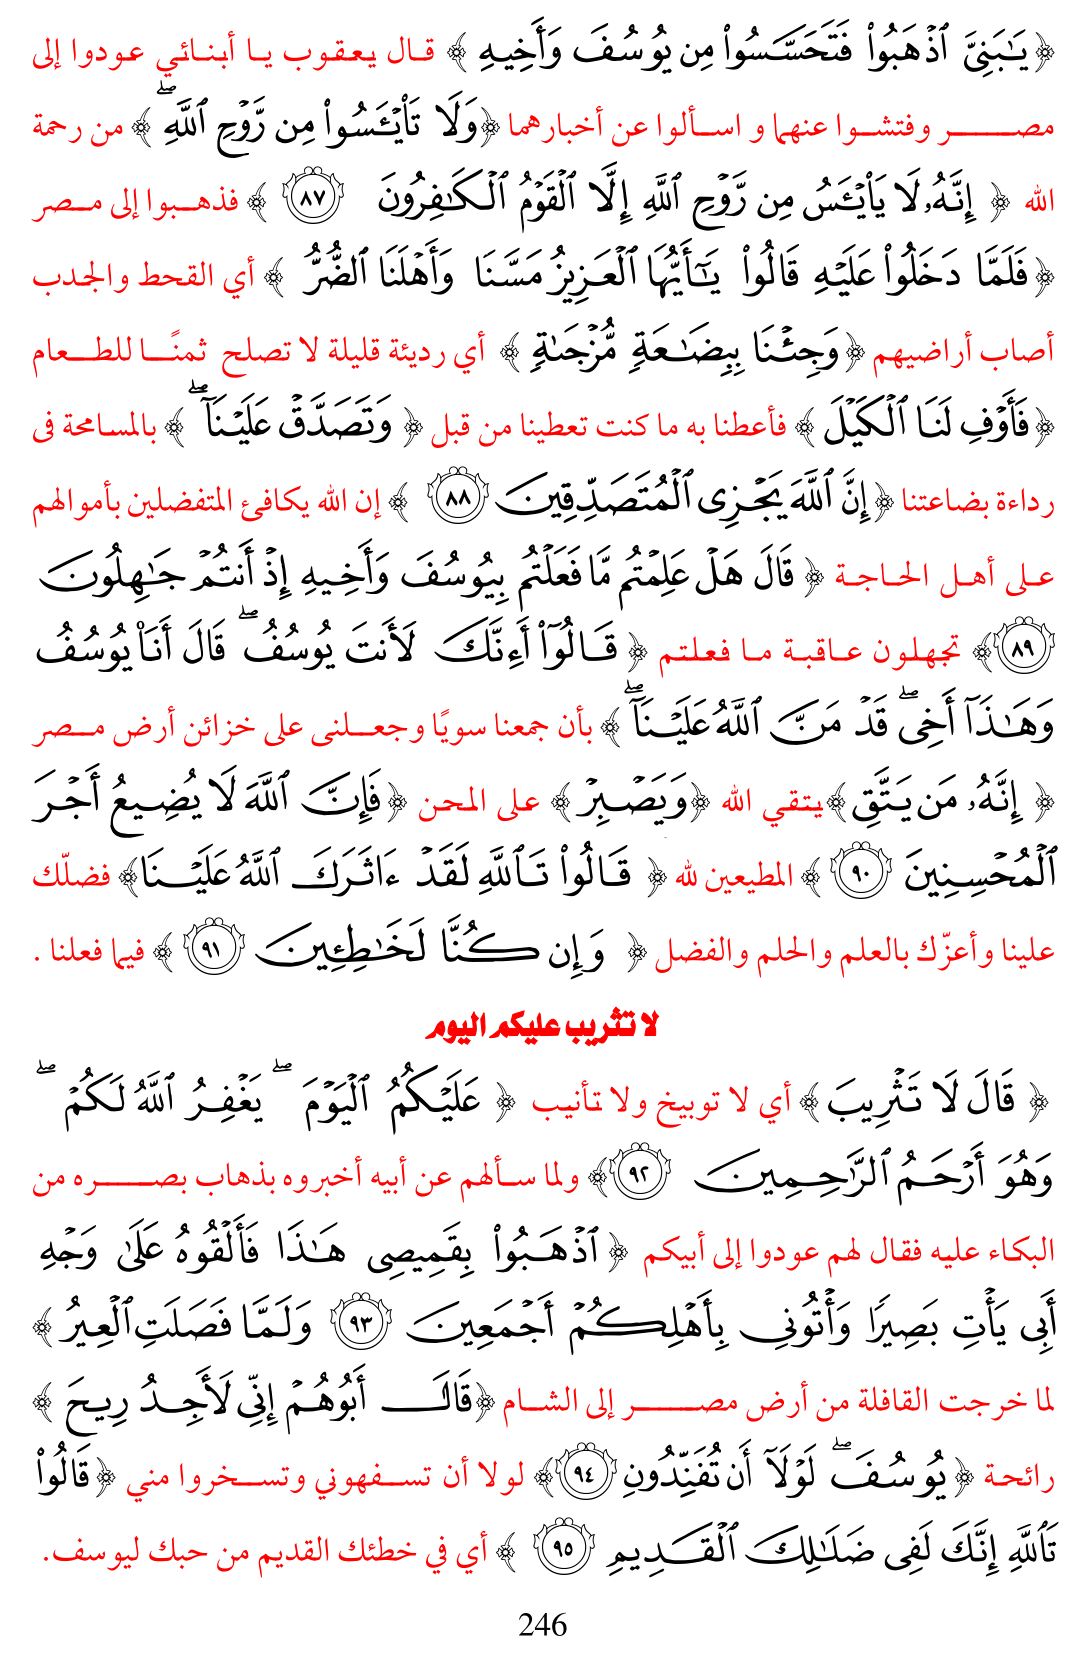 ﴿ يَـٰبَنِىَّ ٱذْهَبُوا۟ فَتَحَسَّسُوا۟ مِن يُوسُفَ وَأَخِيهِ ﴾ قال يعقوب يا أبنائي عودوا إلى
مصر وفتشوا عنهما و اسألوا عن أخبارهما ﴿وَلَا تَا۟يْـَٔسُوا۟ مِن رَّوْحِ ٱللَّهِ ۖ ﴾ من رحمة
الله ﴿ إِنَّهُۥ لَا يَا۟يْـَٔسُ مِن رَّوْحِ ٱللَّهِ إِلَّا ٱلْقَوْمُ ٱلْكَـٰفِرُونَ ٨٧ ﴾ فذهبوا إلى مصر
﴿فَلَمَّا دَخَلُوا۟ عَلَيْهِ قَالُوا۟ يَـٰٓأَيُّهَا ٱلْعَزِيزُ مَسَّنَا وَأَهْلَنَا ٱلضُّرُّ ﴾ أي القحط والجدب
أصاب أراضيهم ﴿وَجِئْنَا بِبِضَـٰعَةٍ مُّزْجَىٰةٍ ﴾ أي رديئة قليلة لا تصلح ثمنًا للطعام
﴿فَأَوْفِ لَنَا ٱلْكَيْلَ﴾ فأعطنا به ما كنت تعطينا من قبل ﴿ وَتَصَدَّقْ عَلَيْنَآ ۖ ﴾ بالمسامحة فى
رداءة بضاعتنا ﴿إِنَّ ٱللَّهَ يَجْزِى ٱلْمُتَصَدِّقِينَ ٨٨ ﴾ إن الله يكافئ المتفضلين بأموالهم
على أهل الحاجة ﴿ قَالَ هَلْ عَلِمْتُم مَّا فَعَلْتُم بِيُوسُفَ وَأَخِيهِ إِذْ أَنتُمْ جَـٰهِلُونَ
٨٩ ﴾ تجهلون عاقبة ما فعلتم ﴿ قَالُوٓا۟ أَءِنَّكَ لَأَنتَ يُوسُفُ ۖ قَالَ أَنَا۠ يُوسُفُ
وَهَـٰذَآ أَخِى ۖ قَدْ مَنَّ ٱللَّهُ عَلَيْنَآ ۖ ﴾ بأن جمعنا سويًا وجعلنى على خزائن أرض مصر
﴿ إِنَّهُۥ مَن يَتَّقِ ﴾يتقي الله ﴿وَيَصْبِرْ ﴾ على المحن ﴿فَإِنَّ ٱللَّهَ لَا يُضِيعُ أَجْرَ
ٱلْمُحْسِنِينَ ٩٠ ﴾ المطيعين لله ﴿ قَالُوا۟ تَٱللَّهِ لَقَدْ ءَاثَرَكَ ٱللَّهُ عَلَيْنَا﴾ فضلّك
علينا وأعزّك بالعلم والحلم والفضل ﴿ وَإِن كُنَّا لَخَـٰطِـِٔينَ ٩١ ﴾ فيما فعلنا .
لا تثريب عليكم اليوم
﴿ قَالَ لَا تَثْرِيبَ ﴾ أي لا توبيخ ولا تأنيب ﴿ عَلَيْكُمُ ٱلْيَوْمَ ۖ يَغْفِرُ ٱللَّهُ لَكُمْ ۖ
وَهُوَ أَرْحَمُ ٱلرَّٰحِمِينَ ٩٢ ﴾ ولما سألهم عن أبيه أخبروه بذهاب بصره من
البكاء عليه فقال لهم عودوا إلى أبيكم ﴿ ٱذْهَبُوا۟ بِقَمِيصِى هَـٰذَا فَأَلْقُوهُ عَلَىٰ وَجْهِ
أَبِى يَأْتِ بَصِيرًا وَأْتُونِى بِأَهْلِكُمْ أَجْمَعِينَ ٩٣ وَلَمَّا فَصَلَتِ ٱلْعِيرُ ﴾
لما خرجت القافلة من أرض مصر إلى الشام ﴿قَالَ أَبُوهُمْ إِنِّى لَأَجِدُ رِيحَ ﴾
رائحة ﴿ يُوسُفَ ۖ لَوْلَآ أَن تُفَنِّدُونِ ٩٤ ﴾ لولا أن تسفهوني وتسخروا مني ﴿قَالُوا۟
تَٱللَّهِ إِنَّكَ لَفِى ضَلَـٰلِكَ ٱلْقَدِيمِ ٩٥ ﴾ أي في خطئك القديم من حبك ليوسف.
246